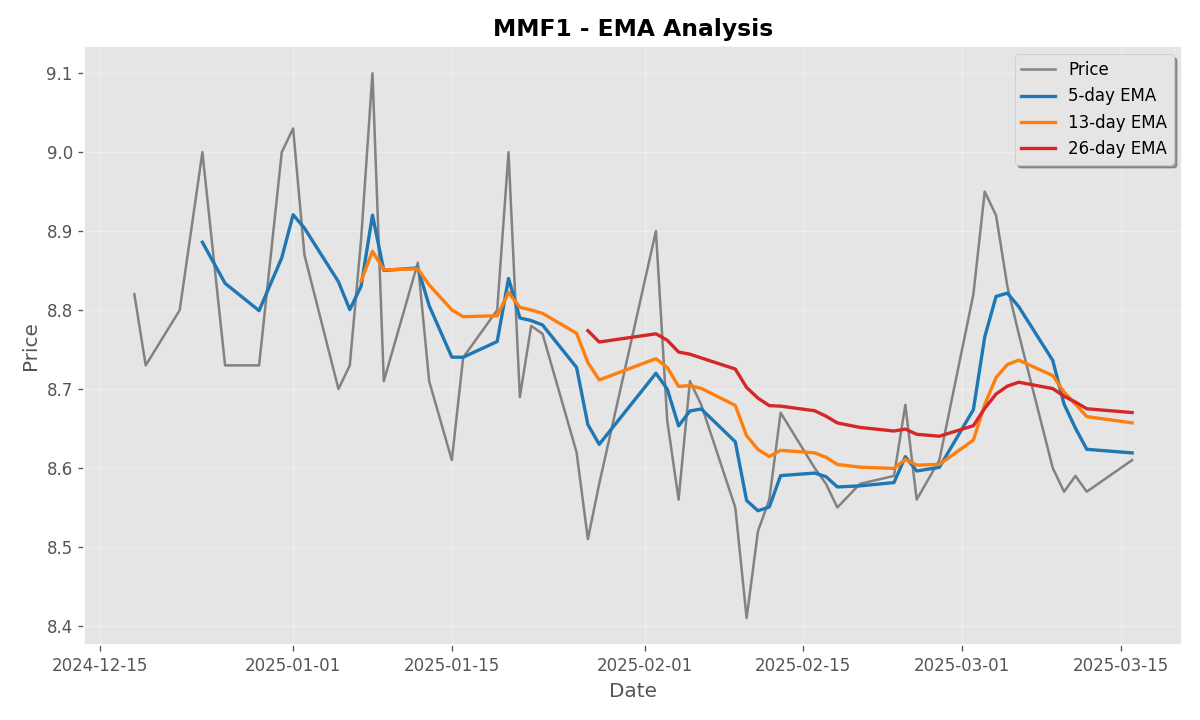 MMF1 - EMA Analysis
Price
5-day EMA
13-day EMA
26-day EMA
Price
9.1
9.0
8.9
8.8
8.7
8.6
8.5
8.4
2024-12-15
2025-01-01
2025-01-15
2025-02-01
2025-02-15
2025-03-01
2025-03-15
Date